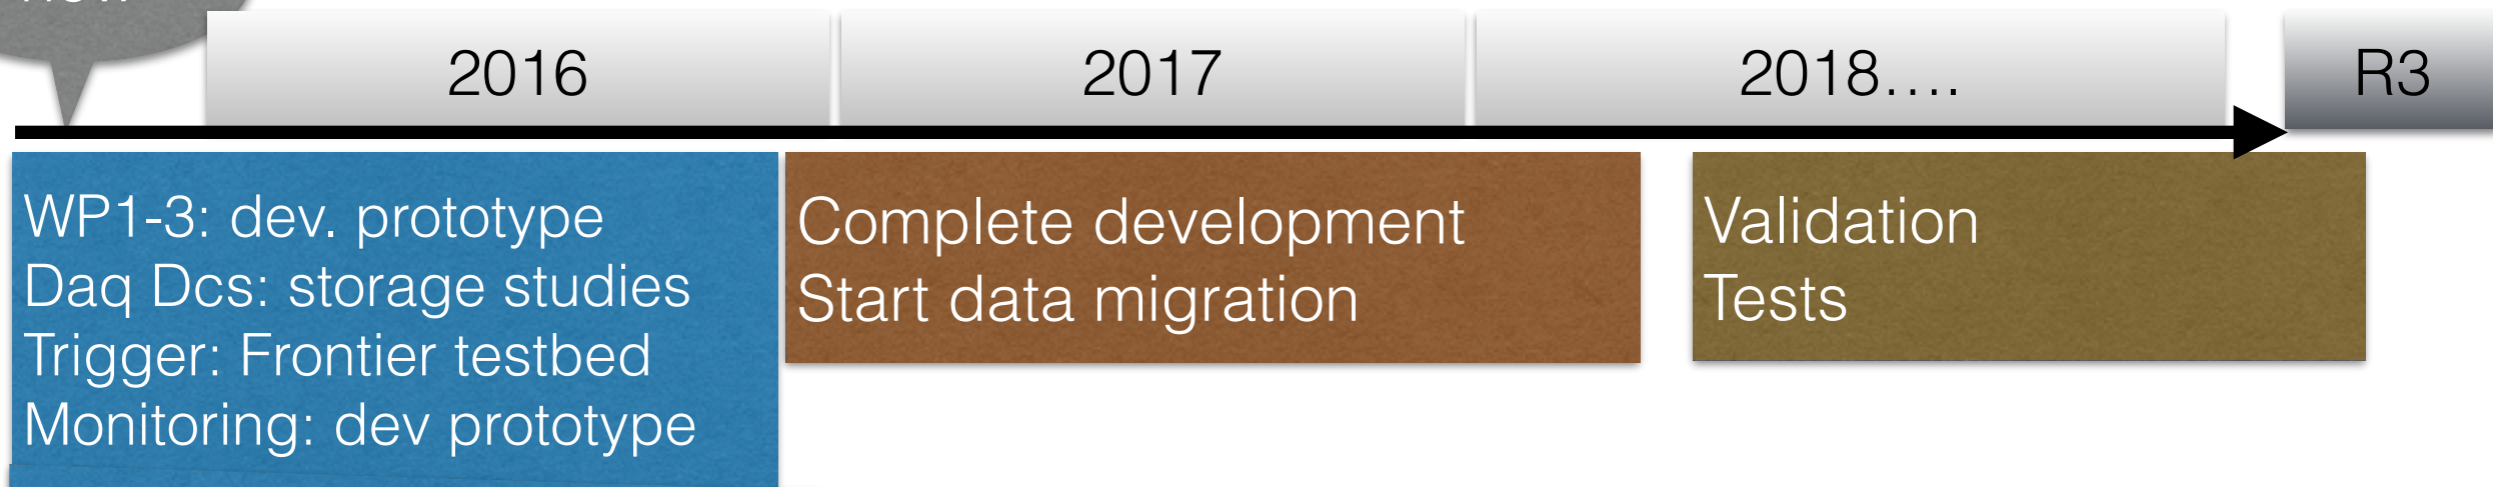 now
2016
2017
2018....
R3
WP1-3: dev. prototype
Daq Dcs: storage studies
Trigger: Frontier testbed
Monitoring: dev prototype
Complete development
Start data migration
Validation
Tests